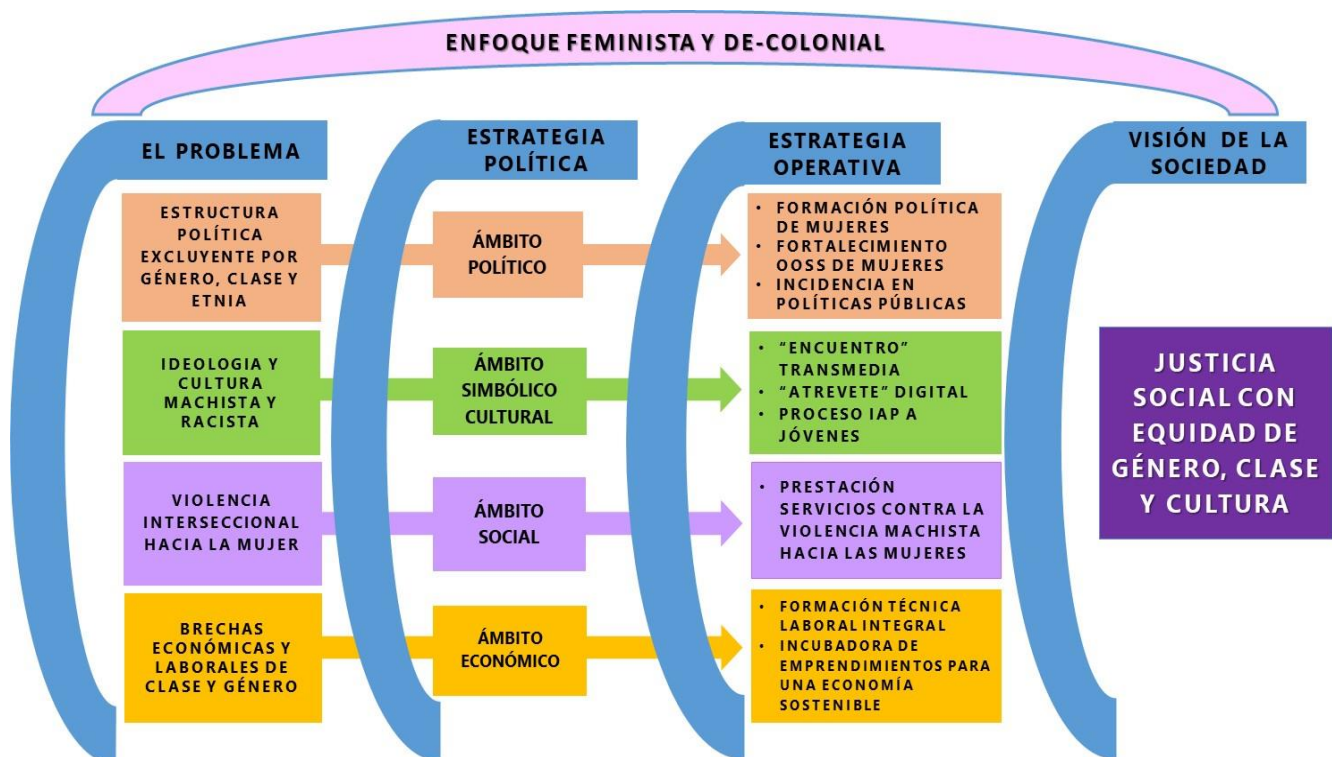 ENFOQUE FEMINISTA Y DE-COLONIAL
EL PROBLEMA
ESTRATEGIA
POLÍTICA
ESTRATEGIA
OPERATIVA
VISIÓN DE LA
SOCIEDAD
ESTRUCTURA
POLÍTICA
EXCLUYENTE POR
GÉNERO, CLASE Y
ETNIA
ÁMBITO
POLÍTICO
• FORMACIÓN POLÍTICA
DE MUJERES
• FORTALECIMIENTO
OOSS DE MUJERES
• INCIDENCIA EN
POLÍTICAS PÚBLICAS
IDEOLOGIA Y
CULTURA
MACHISTA Y
RACISTA
ÁMBITO
SIMBÓLICO
CULTURAL
• “ENCUENTRO”
TRANSMEDIA
• “ATREVETE” DIGITAL
• PROCESO IAP A
JÓVENES
VIOLENCIA
INTERSECCIONAL
HACIA LA MUJER
ÁMBITO
SOCIAL
• PRESTACIÓN
SERVICIOS CONTRA LA
VIOLENCIA MACHISTA
HACIA LAS MUJERES
BRECHAS
ECONÓMICAS Y
LABORALES DE
CLASE Y GÉNERO
ÁMBITO
ECONÓMICO
• FORMACIÓN TÉCNICA
LABORAL INTEGRAL
• INCUBADORA DE
EMPRENDIMIENTOS PARA
UNA ECONOMÍA
SOSTENIBLE
JUSTICIA
SOCIAL CON
EQUIDAD DE
GÉNERO, CLASE
Y CULTURA